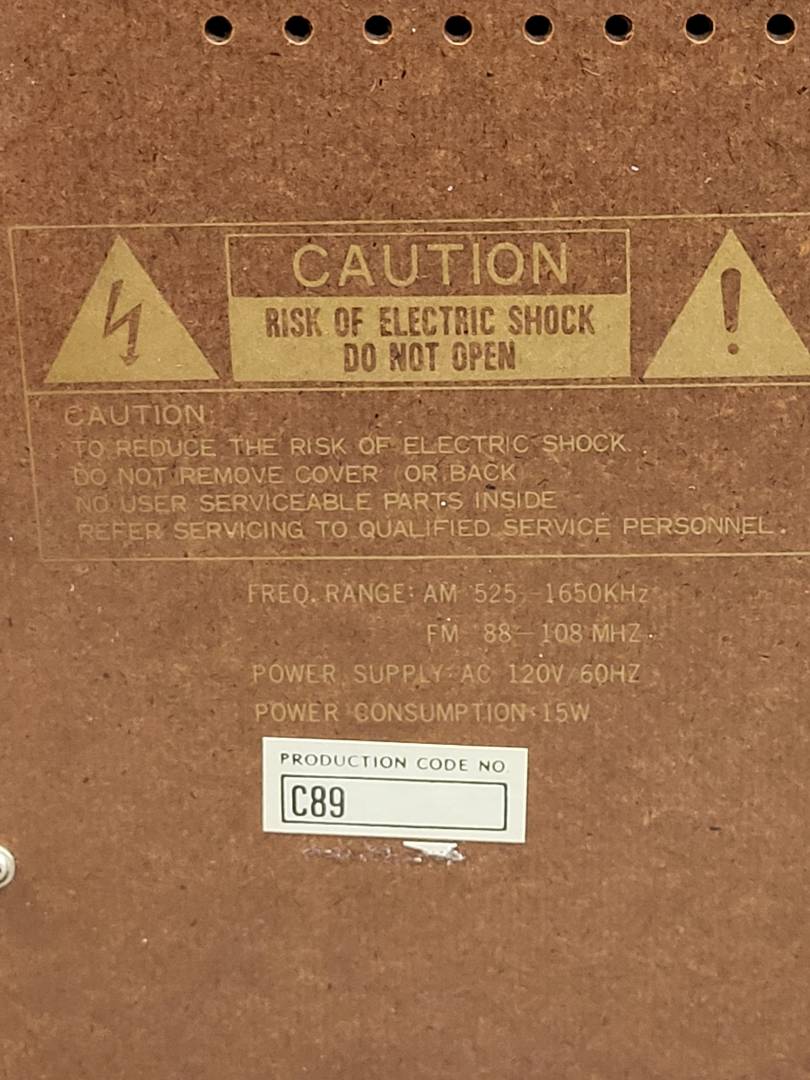 CAUTION
RISK OF ELECTRIC SHOCK
DO NOT OPEN
CAUTION:
TO REDUCE THE RISK OF ELECTRIC SHOCK.
DO NOT REMOVE COVER (OR BACK)
NO USER SERVICEABLE PARTS INSIDE
REFER SERVICING TO QUALIFIED SERVICE PERSONNEL.
FREQ. RANGE: AM 525-1650KHz
FM 88-108 MHZ
POWER SUPPLY: AC 120V/60HZ
POWER CONSUMPTION: 15W
PRODUCTION CODE NO.
C89